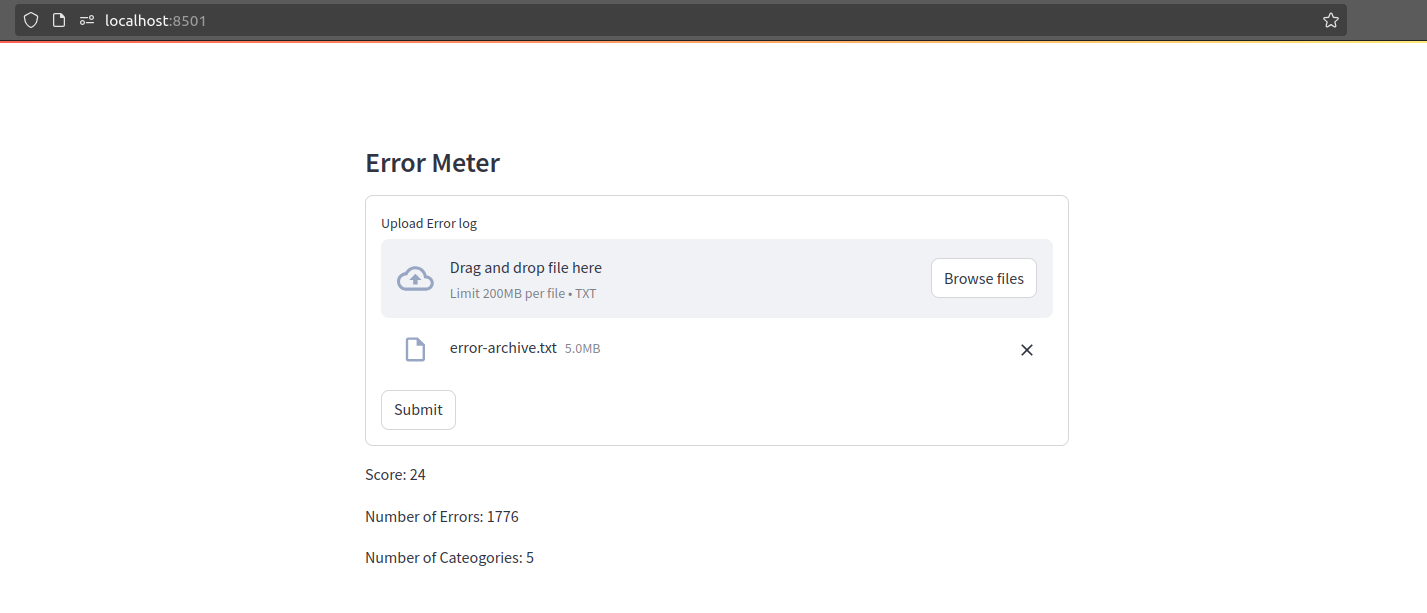 localhost:8501
Error Meter
Upload Error log
Drag and drop file here
Limit 200MB per file • TXT
Browse files
error-archive.txt 5.0MB
Submit
Score: 24
Number of Errors: 1776
Number of Cateogories: 5